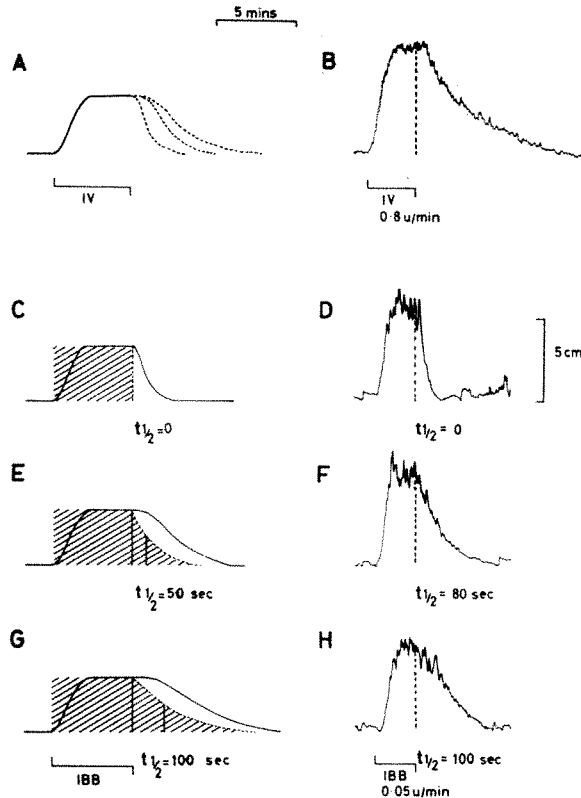 5 mins
A
B
IV
IV
0·8 u/min
C
D
5 cm
t1/2=0
t1/2 = 0
E
F
t1/2=50 sec
t1/2 = 80 sec
G
H
t1/2=100 sec
t1/2 = 100 sec
IBB
IBB
0·05 u/min